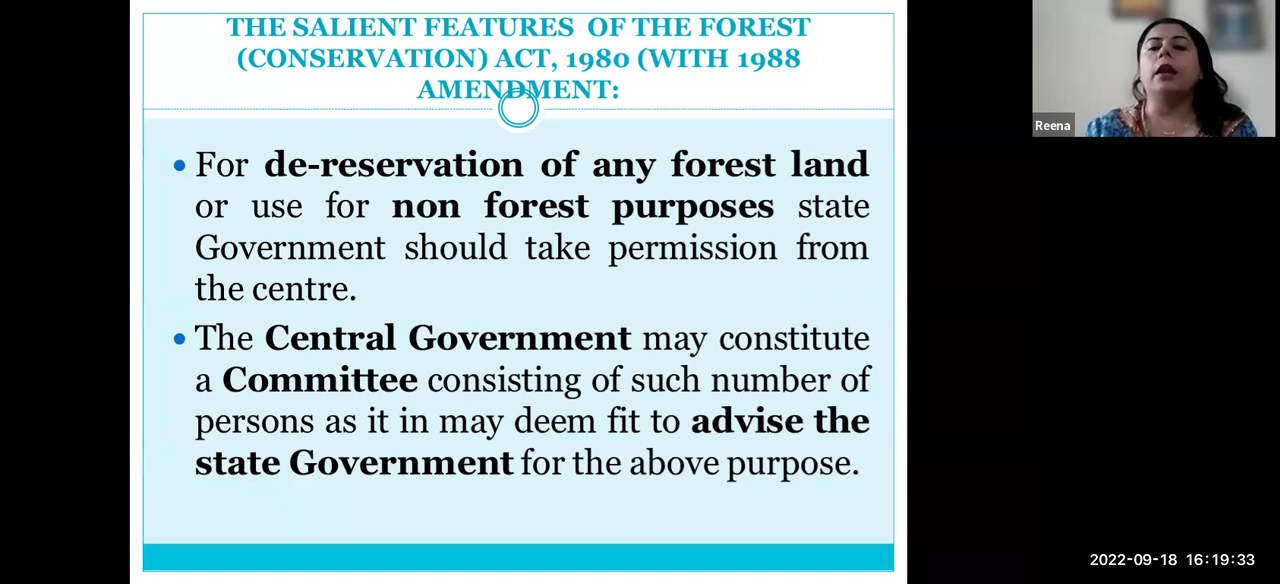 THE SALIENT FEATURES OF THE FOREST
(CONSERVATION) ACT, 1980 (WITH 1988
AMENDMENT:
• For de-reservation of any forest land
or use for non forest purposes state
Government should take permission from
the centre.
• The Central Government may constitute
a Committee consisting of such number of
persons as it in may deem fit to advise the
state Government for the above purpose.
Reena
2022-09-18 16:19:33